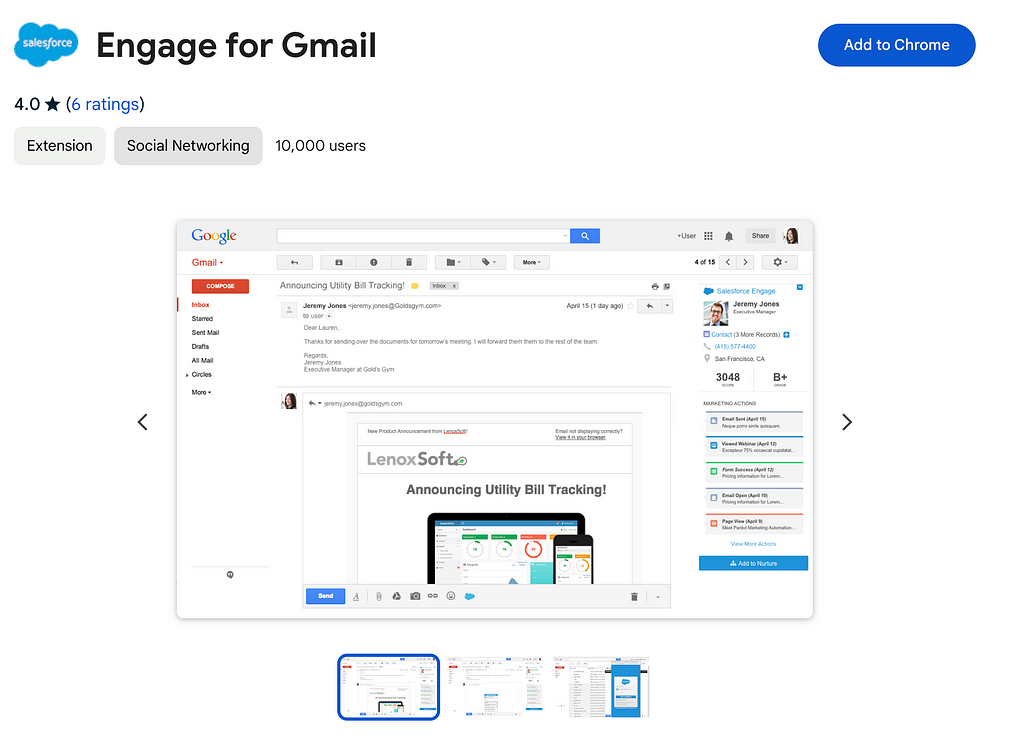 salesforce
Engage for Gmail
Add to Chrome
4.0 ★ (6 ratings)
Extension
Social Networking
10,000 users
Google
+User
Share
Gmail
More
4 of 15
COMPOSE
Inbox
Starred
Sent Mail
Drafts
All Mail
Circles
More
Announcing Utility Bill Tracking!
Inbox x
Jeremy Jones <jeremy.jones@Goldsgym.com>
April 15 (1 day ago)
to user
Dear Lauren,
Thanks for sending over the documents for tomorrow's meeting. I will forward them them to the rest of the team.
Regards,
Jeremy Jones
Executive Manager at Gold's Gym
jeremy.jones@goldsgym.com
New Product Announcement from LenoxSoft!
Email not displaying correctly?
View it in your browser.
LenoxSoft
Announcing Utility Bill Tracking!
Send
Salesforce Engage
Jeremy Jones
Executive Manager
Contact (3 More Records)
(415) 577-4400
San Francisco, CA
3048
SCORE
B+
GRADE
MARKETING ACTIONS
Email Sent (April 15)
Neque porro simle quisquam.
Viewed Webinar (April 12)
Excepteur 75% occaecat cupidatat...
Form Success (April 12)
Pricing information for Lorem...
Email Open (April 10)
Pricing information for Lorem...
Page View (April 9)
Meet Pardot Marketing Automation...
View More Actions
Add to Nurture